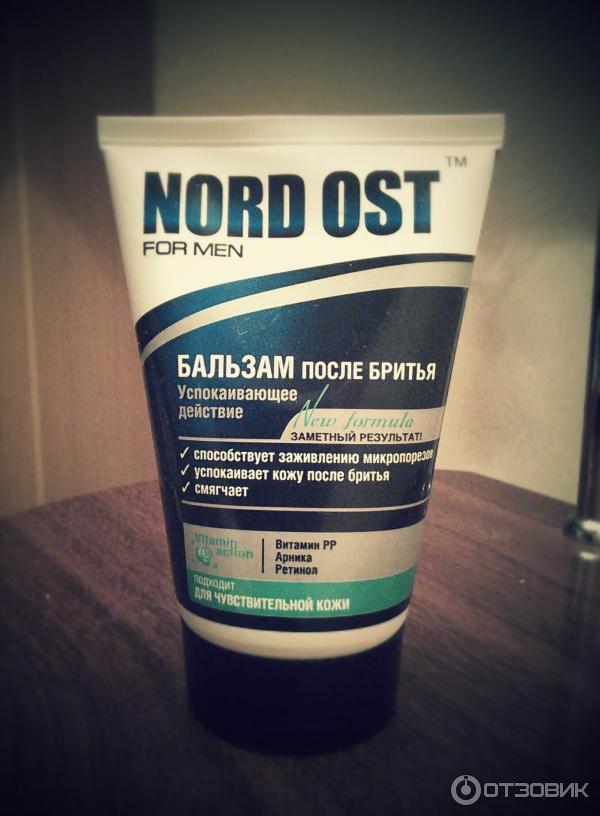 NORD OST
TM
FOR MEN
БАЛЬЗАМ ПОСЛЕ БРИТЬЯ
Успокаивающее
действие
New formula
ЗАМЕТНЫЙ РЕЗУЛЬТАТ!
✓ способствует заживлению микропорезов
✓ успокаивает кожу после бритья
✓ смягчает
Vitamin
action
Витамин PP
Арника
Ретинол
подходит
ДЛЯ ЧУВСТВИТЕЛЬНОЙ КОЖИ
ОТЗОВИК